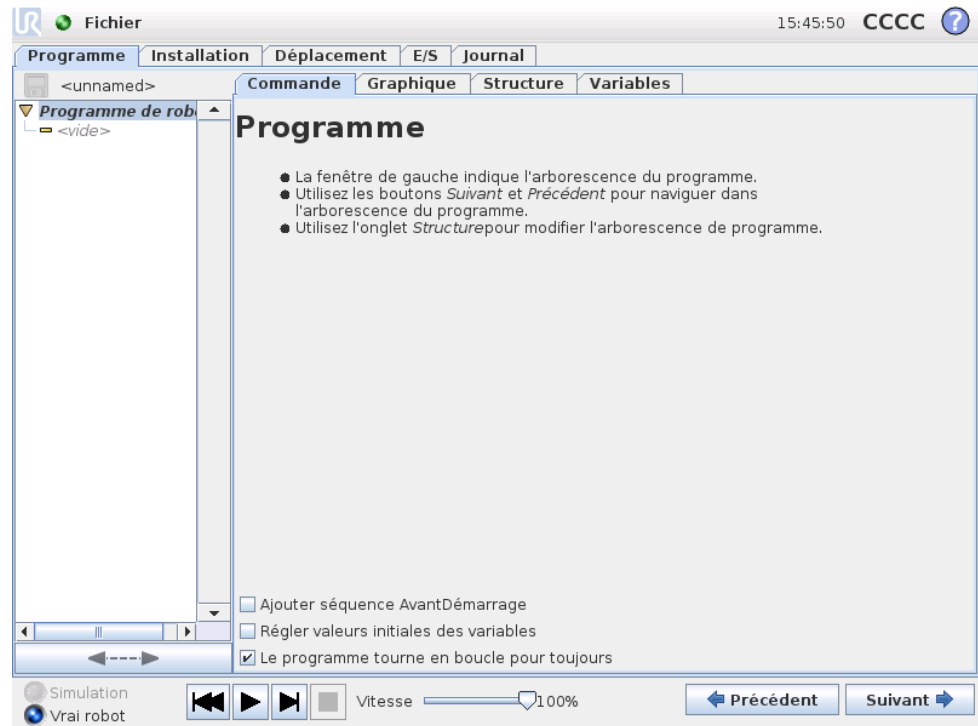 UR Fichier 15:45:50 CCCC ?
Programme Installation Déplacement E/S Journal
<unnamed> Commande Graphique Structure Variables
Programme de rob
<vide>
Programme
La fenêtre de gauche indique l'arborescence du programme.
Utilisez les boutons Suivant et Précédent pour naviguer dans
l'arborescence du programme.
Utilisez l'onglet Structurepour modifier l'arborescence de programme.
Ajouter séquence AvantDémarrage
Régler valeurs initiales des variables
Le programme tourne en boucle pour toujours
Simulation
Vrai robot
Vitesse 100%
Précédent Suivant